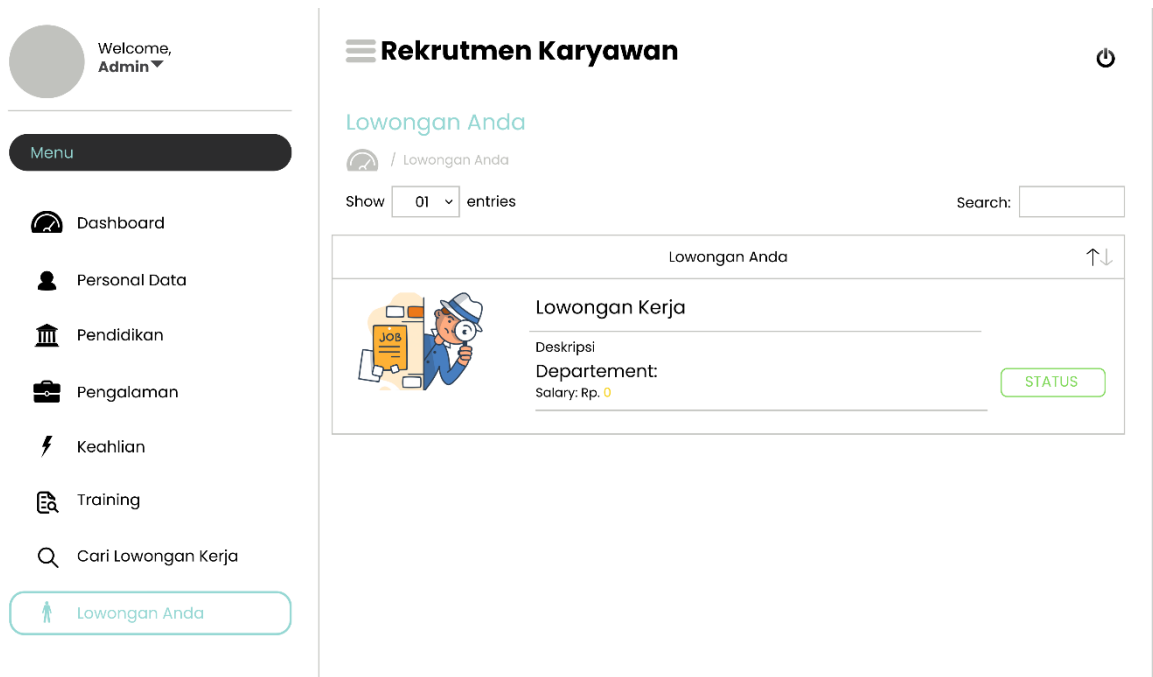 Welcome,
Admin
Menu
Dashboard
Personal Data
Pendidikan
Pengalaman
Keahlian
Training
Cari Lowongan Kerja
Lowongan Anda
Rekrutmen Karyawan
Lowongan Anda
/ Lowongan Anda
Show 01 entries
Search:
Lowongan Anda
JOB
Lowongan Kerja
Deskripsi
Departement:
Salary: Rp. 0
STATUS